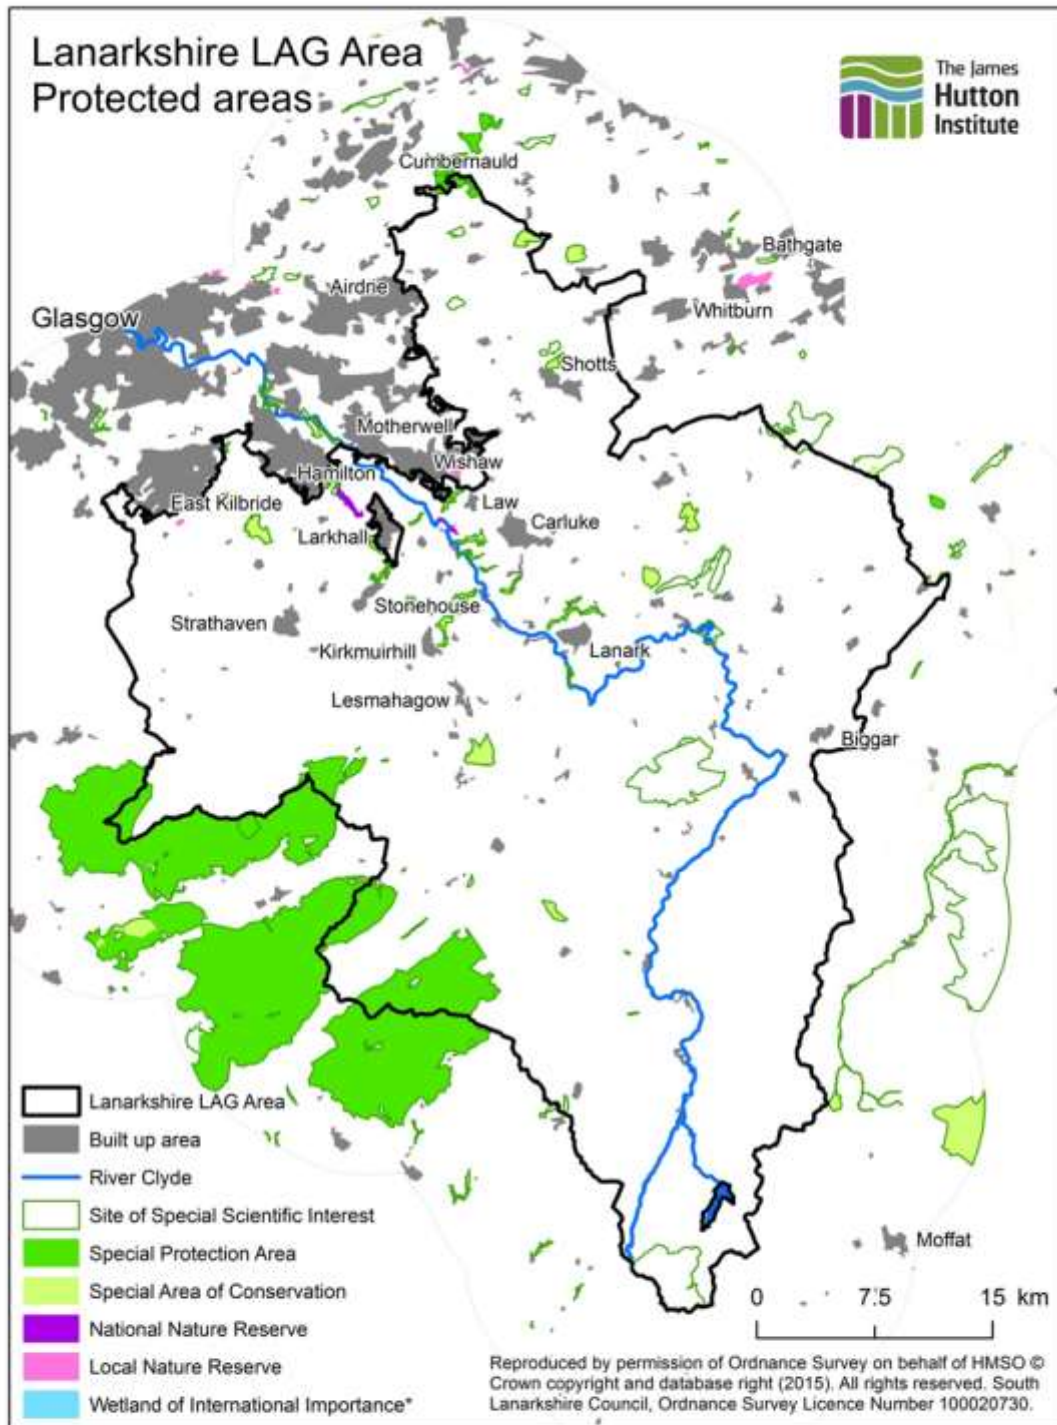 Lanarkshire LAG Area
Protected areas
The James
Hutton
Institute
Cumbernauld
Bathgate
Airdrie
Whitburn
Glasgow
Shotts
Motherwell
Wishaw
Hamilton
East Kilbride
Law
Carluke
Larkhall
Stonehouse
Strathaven
Kirkmuirhill
Lanark
Lesmahagow
Biggar
Moffat
Lanarkshire LAG Area
Built up area
River Clyde
Site of Special Scientific Interest
Special Protection Area
Special Area of Conservation
National Nature Reserve
Local Nature Reserve
Wetland of International Importance*
0 7.5 15 km
Reproduced by permission of Ordnance Survey on behalf of HMSO ©
Crown copyright and database right (2015). All rights reserved. South
Lanarkshire Council, Ordnance Survey Licence Number 100020730.